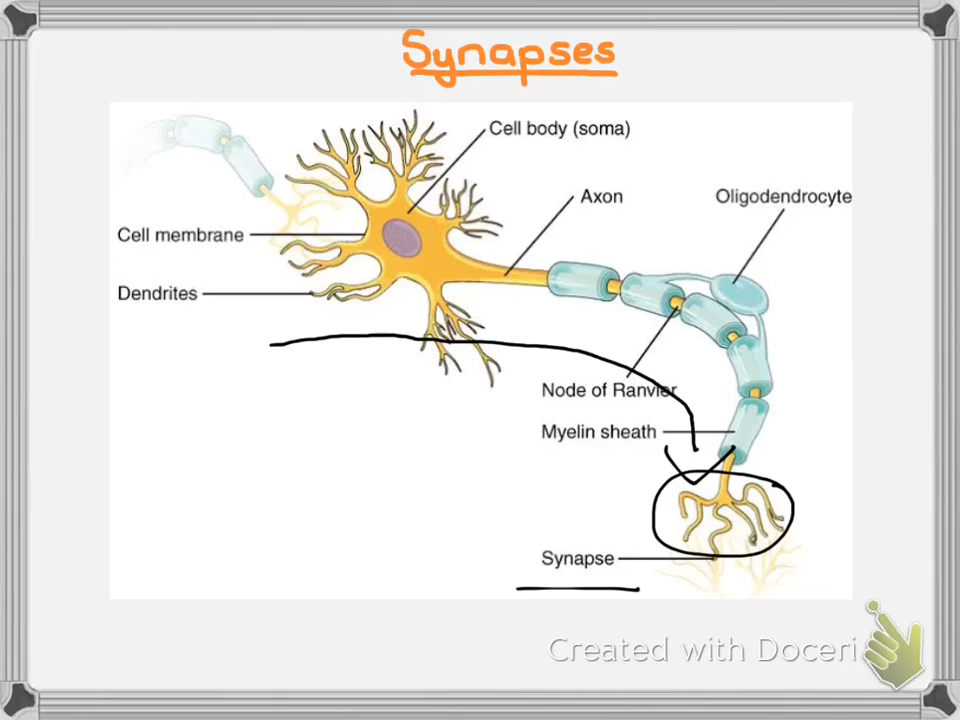 Synapses
Cell body (soma)
Axon
Oligodendrocyte
Cell membrane
Dendrites
Node of Ranvier
Myelin sheath
Synapse
Created with Doceri